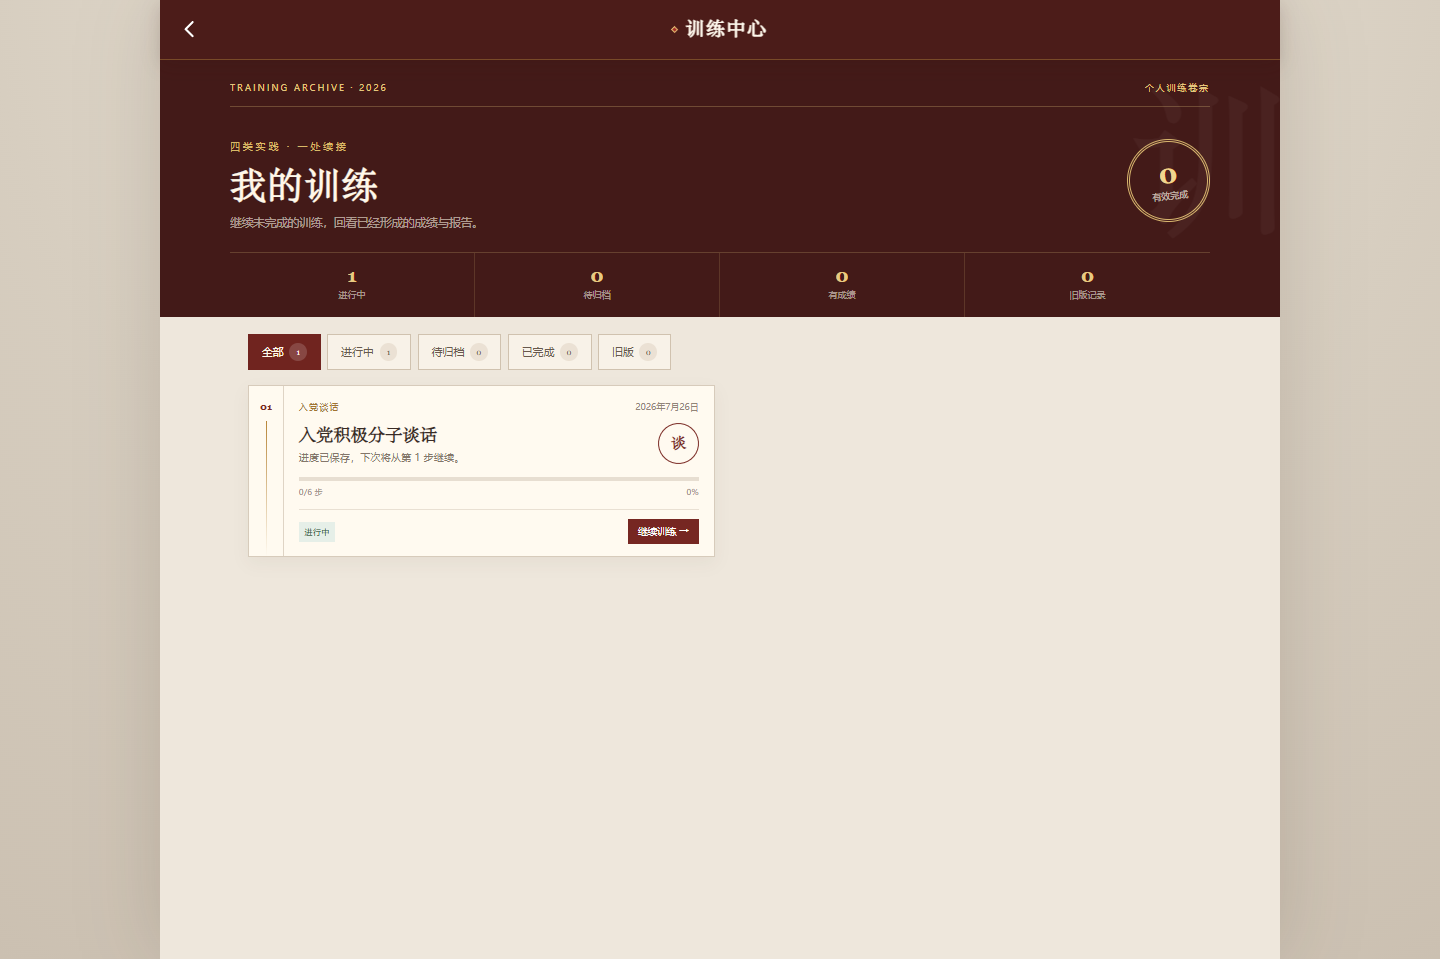 训练中心
TRAINING ARCHIVE · 2026
个人训练卷宗
四类实践 · 一处续接
我的训练
继续未完成的训练，回看已经形成的成绩与报告。
训
0
有效完成
1
进行中
0
待归档
0
有成绩
0
旧版记录
全部 1
进行中 1
待归档 0
已完成 0
旧版 0
01
入党谈话
2026年7月26日
入党积极分子谈话
谈
进度已保存，下次将从第 1 步继续。
0/6 步
0%
进行中
继续训练 →